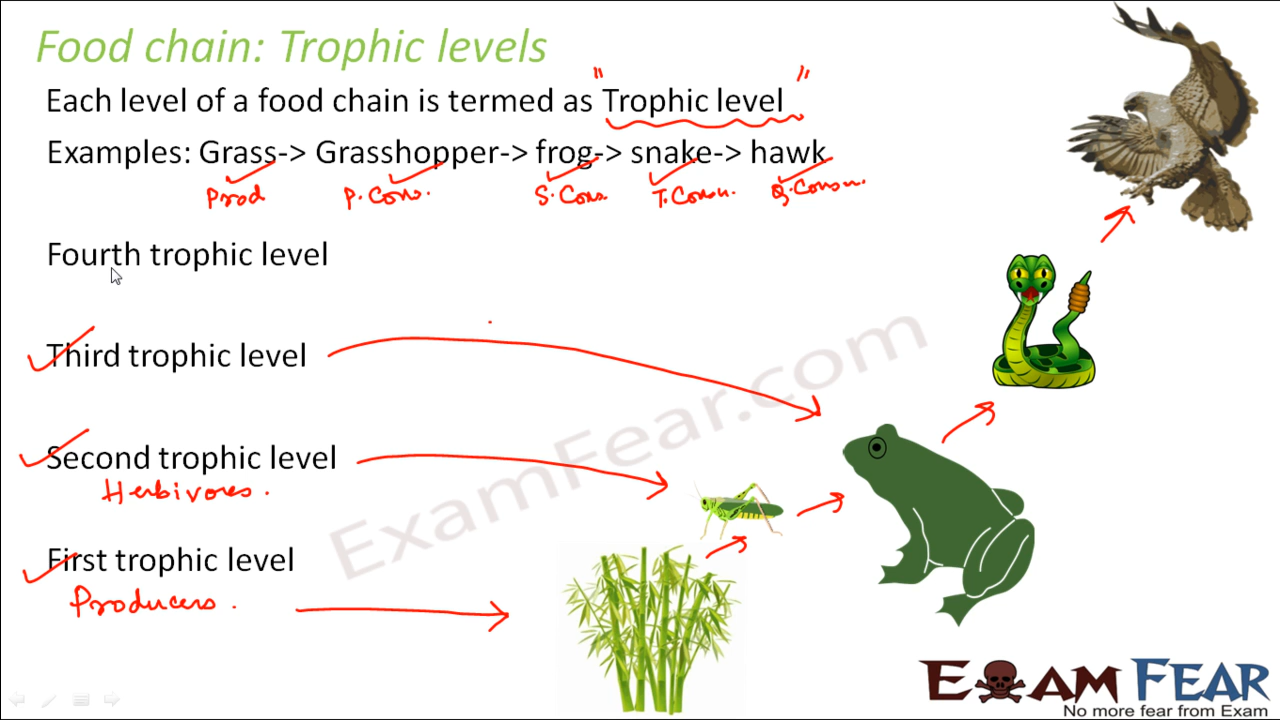 Food chain: Trophic levels
Each level of a food chain is termed as "Trophic level"
Examples: Grass-> Grasshopper-> frog-> snake-> hawk
Prod P. Cons. S. Cons. T. Consu. Q. Consu.
Fourth trophic level
Third trophic level
Second trophic level
Herbivores.
First trophic level
Producers.
ExamFear.com
EXAM FEAR
No more fear from Exam